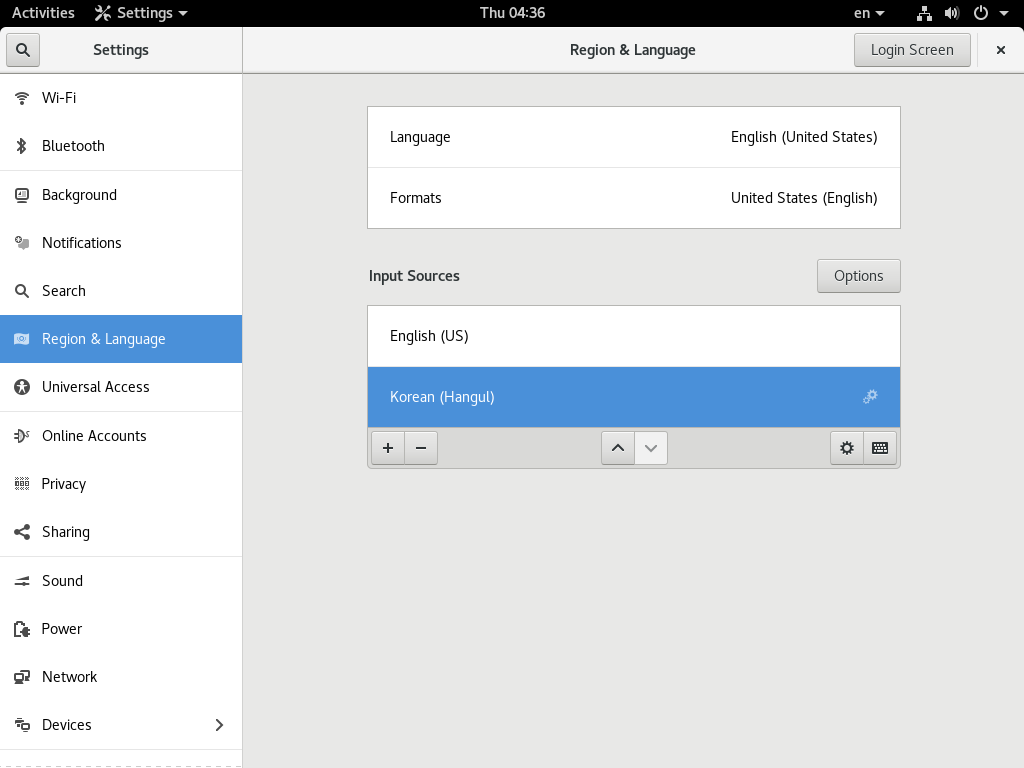 Activities Settings Thu 04:36 en
Settings Region & Language Login Screen
Wi-Fi
Bluetooth
Background
Notifications
Search
Region & Language
Universal Access
Online Accounts
Privacy
Sharing
Sound
Power
Network
Devices
Language English (United States)
Formats United States (English)
Input Sources Options
English (US)
Korean (Hangul)